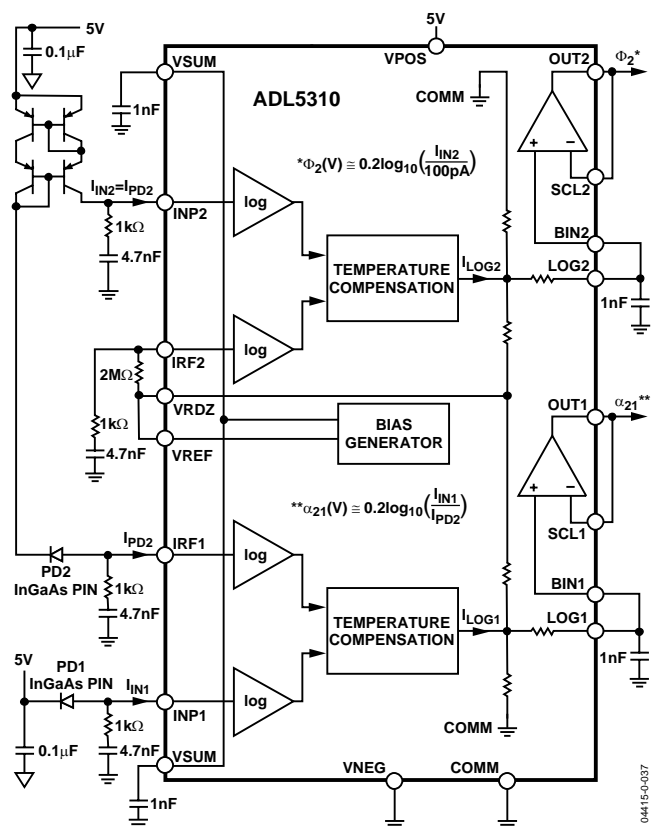 5V
5V
0.1μF
VSUM
VPOS
OUT2
Φ2*
1nF
ADL5310
COMM
*Φ2(V) ≅ 0.2log10(IIN2/100pA)
+
–
SCL2
IIN2=IPD2
INP2
log
1kΩ
4.7nF
BIN2
TEMPERATURE
COMPENSATION
ILOG2
LOG2
1nF
IRF2
log
2MΩ
VRDZ
1kΩ
4.7nF
VREF
BIAS
GENERATOR
OUT1
α21**
**α21(V) ≅ 0.2log10(IIN1/IPD2)
+
–
SCL1
IPD2
IRF1
log
PD2
InGaAs PIN
1kΩ
4.7nF
BIN1
TEMPERATURE
COMPENSATION
ILOG1
LOG1
1nF
5V
PD1
InGaAs PIN
IIN1
INP1
log
1kΩ
4.7nF
COMM
0.1μF
VSUM
1nF
VNEG
COMM
04415-0-037